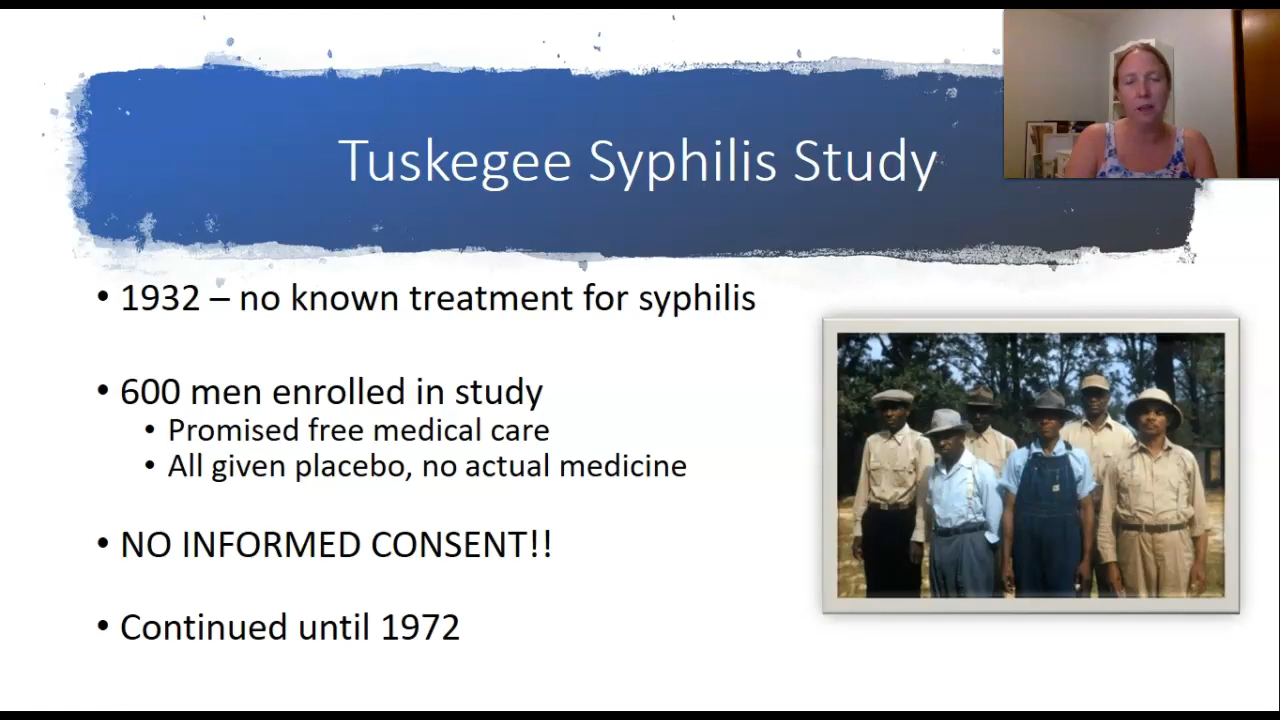 Tuskegee Syphilis Study
• 1932 – no known treatment for syphilis
• 600 men enrolled in study
• Promised free medical care
• All given placebo, no actual medicine
• NO INFORMED CONSENT!!
• Continued until 1972